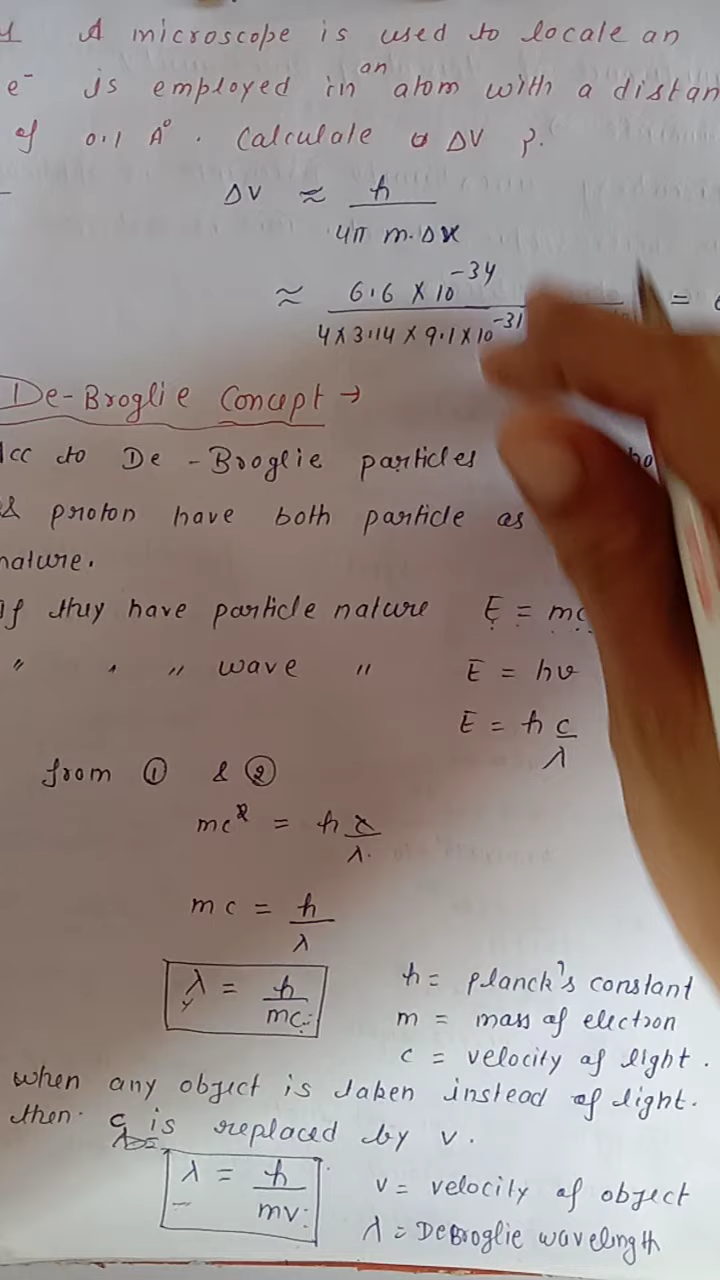 A microscope is used to locale an
e⁻ is employed in an atom with a distan
of 0.1 A° . Calculate ΔV ?.
ΔV ≈ h / 4π m.Δx
≈ 6.6 × 10⁻³⁴ / 4 × 3.14 × 9.1 × 10⁻³¹ =
De-Broglie Concept →
Acc to De-Broglie particles
& proton have both particle as
nature.
If they have particle nature E = mc
" " " wave " E = hν
E = h c/λ
from ① & ②
mc² = h c/λ.
mc = h/λ
λ = h/mc
h = planck's constant
m = mass of electron
c = velocity of light.
when any object is taken instead of light.
then c is replaced by v.
λ = h/mv
v = velocity of object
λ = DeBroglie wavelength